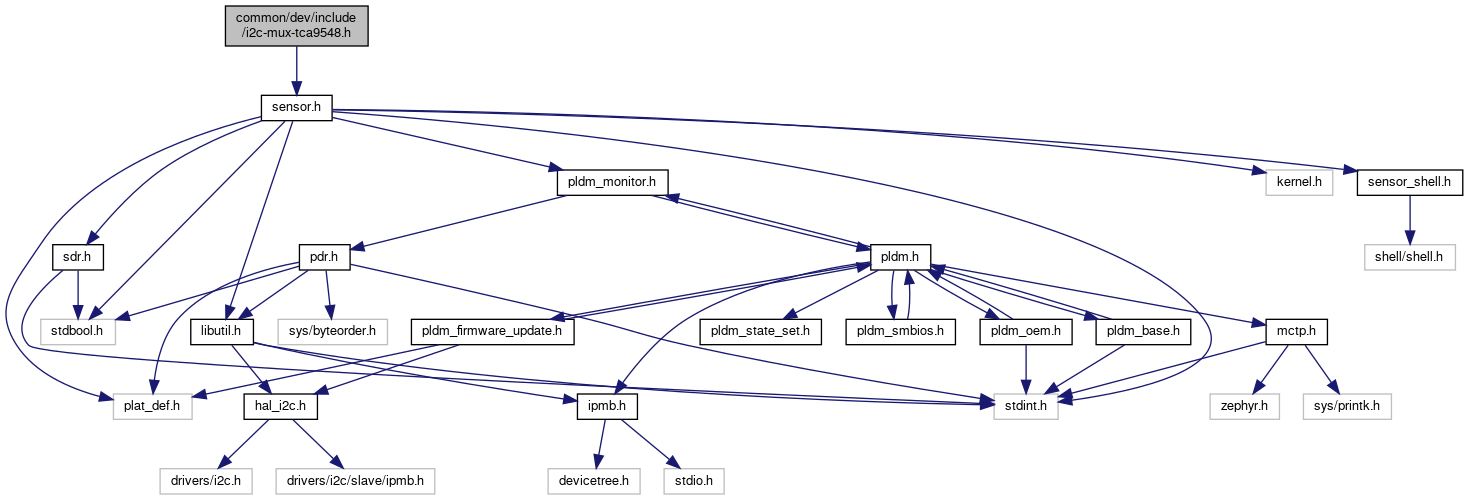 common/dev/include
/i2c-mux-tca9548.h
sensor.h
pldm_monitor.h
kernel.h
sensor_shell.h
sdr.h
pdr.h
pldm.h
shell/shell.h
stdbool.h
libutil.h
sys/byteorder.h
pldm_firmware_update.h
pldm_state_set.h
pldm_smbios.h
pldm_oem.h
pldm_base.h
mctp.h
plat_def.h
hal_i2c.h
ipmb.h
stdint.h
zephyr.h
sys/printk.h
drivers/i2c.h
drivers/i2c/slave/ipmb.h
devicetree.h
stdio.h